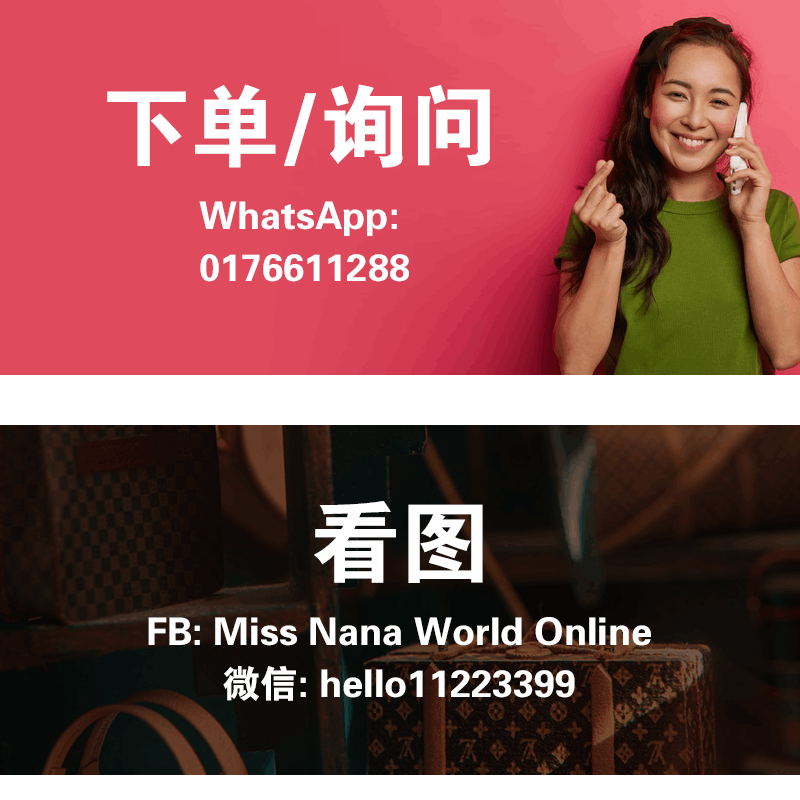 下单/询问
WhatsApp:
0176611288
看图
FB: Miss Nana World Online
微信: hello11223399